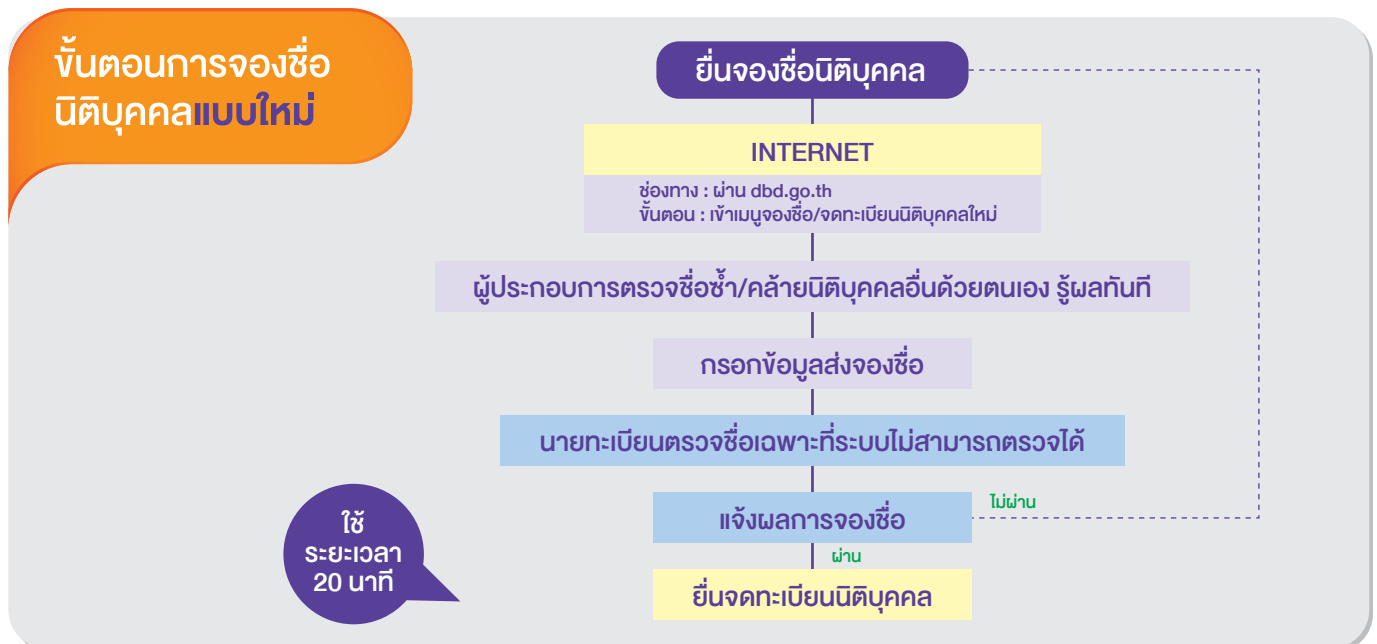 ขั้นตอนการจองชื่อ
นิติบุคคลแบบใหม่
ยื่นจองชื่อนิติบุคคล
INTERNET
ช่องทาง : ผ่าน dbd.go.th
ขั้นตอน : เข้าเมนูจองชื่อ/จดทะเบียนนิติบุคคลใหม่
ผู้ประกอบการตรวจชื่อซ้ำ/คล้ายนิติบุคคลอื่นด้วยตนเอง รู้ผลทันที
กรอกข้อมูลส่งจองชื่อ
นายทะเบียนตรวจชื่อเฉพาะที่ระบบไม่สามารถตรวจได้
แจ้งผลการจองชื่อ
ไม่ผ่าน
ผ่าน
ยื่นจดทะเบียนนิติบุคคล
ใช้
ระยะเวลา
20 นาที